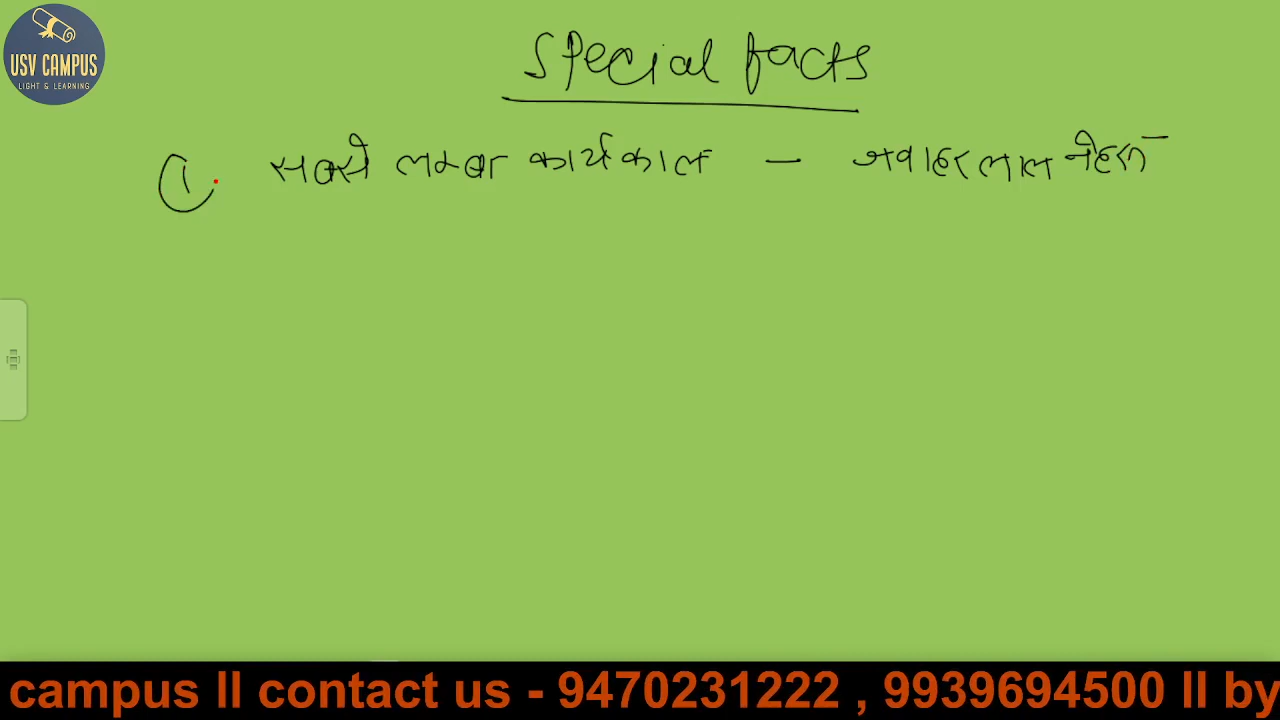 USV CAMPUS
LIGHT & LEARNING
Special facts
① सबसे लम्बा कार्यकाल – जवाहरलाल नेहरू
campus ll contact us - 9470231222 , 9939694500 ll by